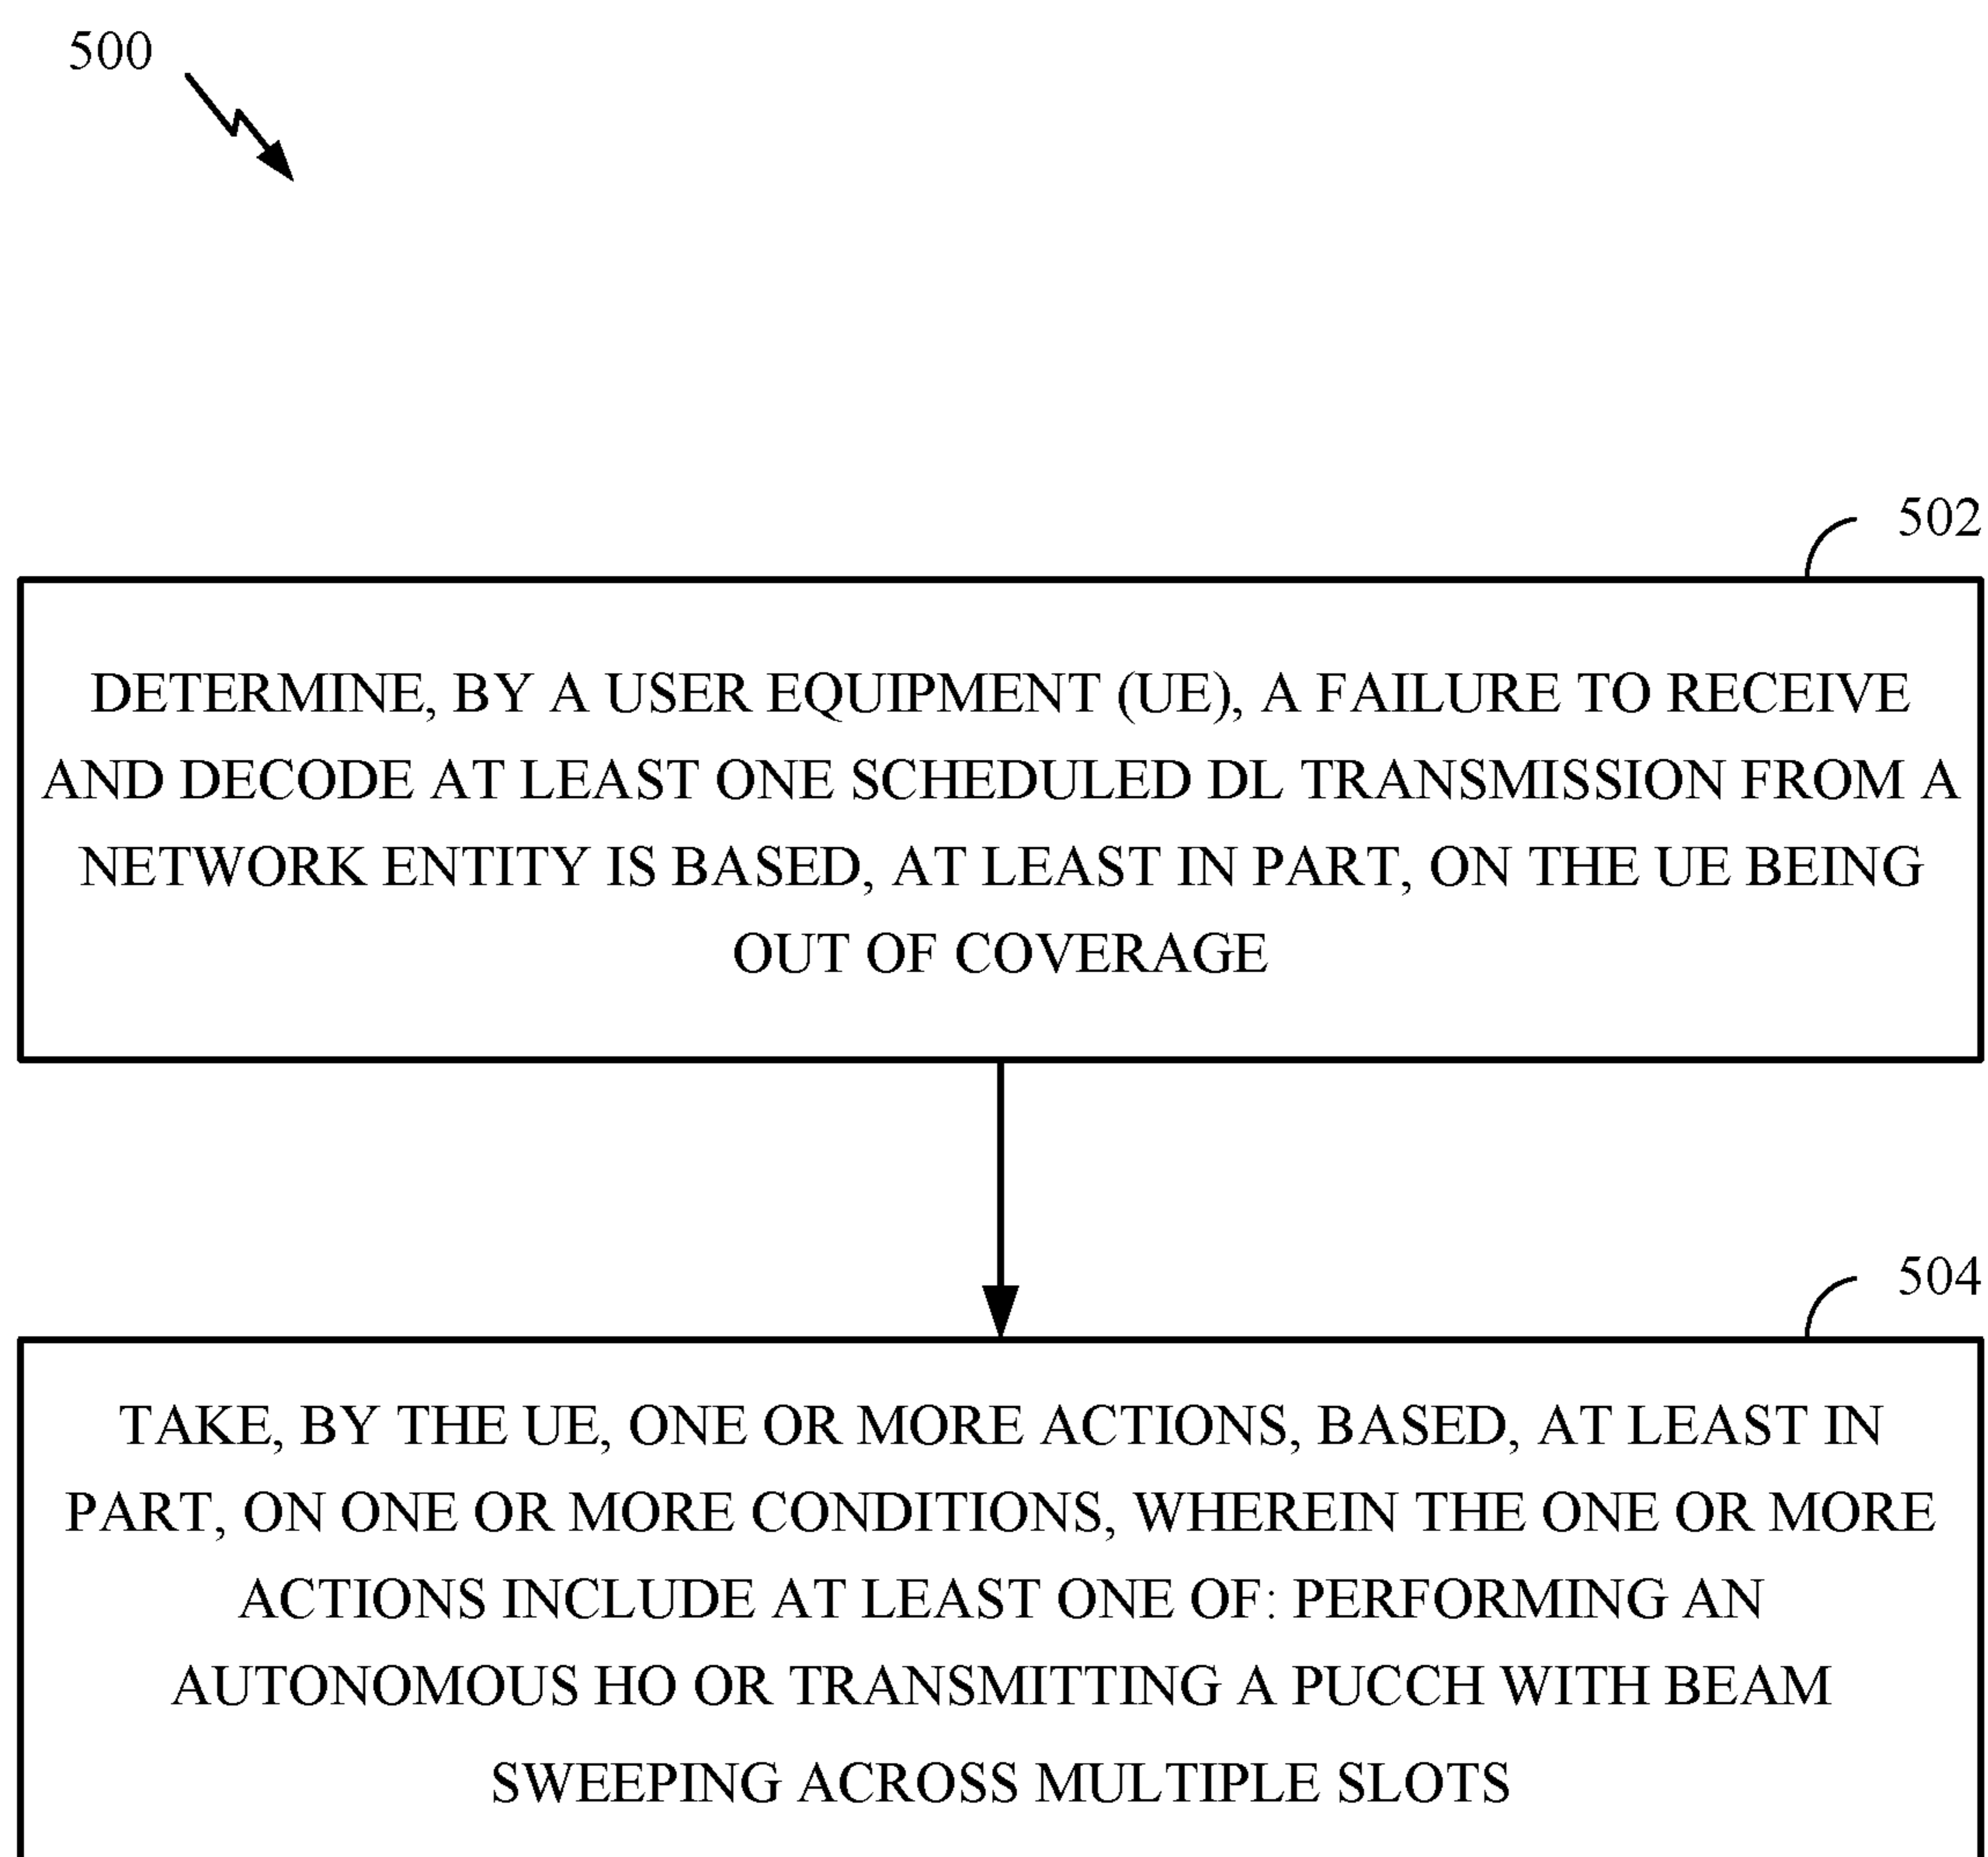 500
502
DETERMINE, BY A USER EQUIPMENT (UE), A FAILURE TO RECEIVE
AND DECODE AT LEAST ONE SCHEDULED DL TRANSMISSION FROM A
NETWORK ENTITY IS BASED, AT LEAST IN PART, ON THE UE BEING
OUT OF COVERAGE
504
TAKE, BY THE UE, ONE OR MORE ACTIONS, BASED, AT LEAST IN
PART, ON ONE OR MORE CONDITIONS, WHEREIN THE ONE OR MORE
ACTIONS INCLUDE AT LEAST ONE OF: PERFORMING AN
AUTONOMOUS HO OR TRANSMITTING A PUCCH WITH BEAM
SWEEPING ACROSS MULTIPLE SLOTS